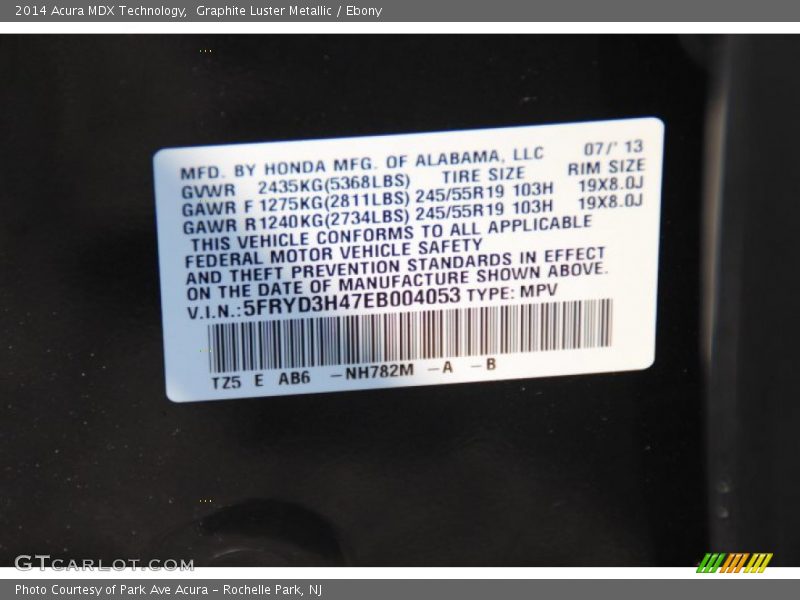 2014 Acura MDX Technology,  Graphite Luster Metallic / Ebony
MFD. BY HONDA MFG. OF ALABAMA, LLC 07/' 13
GVWR 2435KG(5368LBS) TIRE SIZE RIM SIZE
GAWR F 1275KG(2811LBS) 245/55R19 103H 19X8.0J
GAWR R 1240KG(2734LBS) 245/55R19 103H 19X8.0J
THIS VEHICLE CONFORMS TO ALL APPLICABLE
FEDERAL MOTOR VEHICLE SAFETY
AND THEFT PREVENTION STANDARDS IN EFFECT
ON THE DATE OF MANUFACTURE SHOWN ABOVE.
V.I.N.: 5FRYD3H47EB004053 TYPE: MPV
TZ5 E AB6 -NH782M -A -B
GTCARLOT.COM
Photo Courtesy of Park Ave Acura - Rochelle Park, NJ